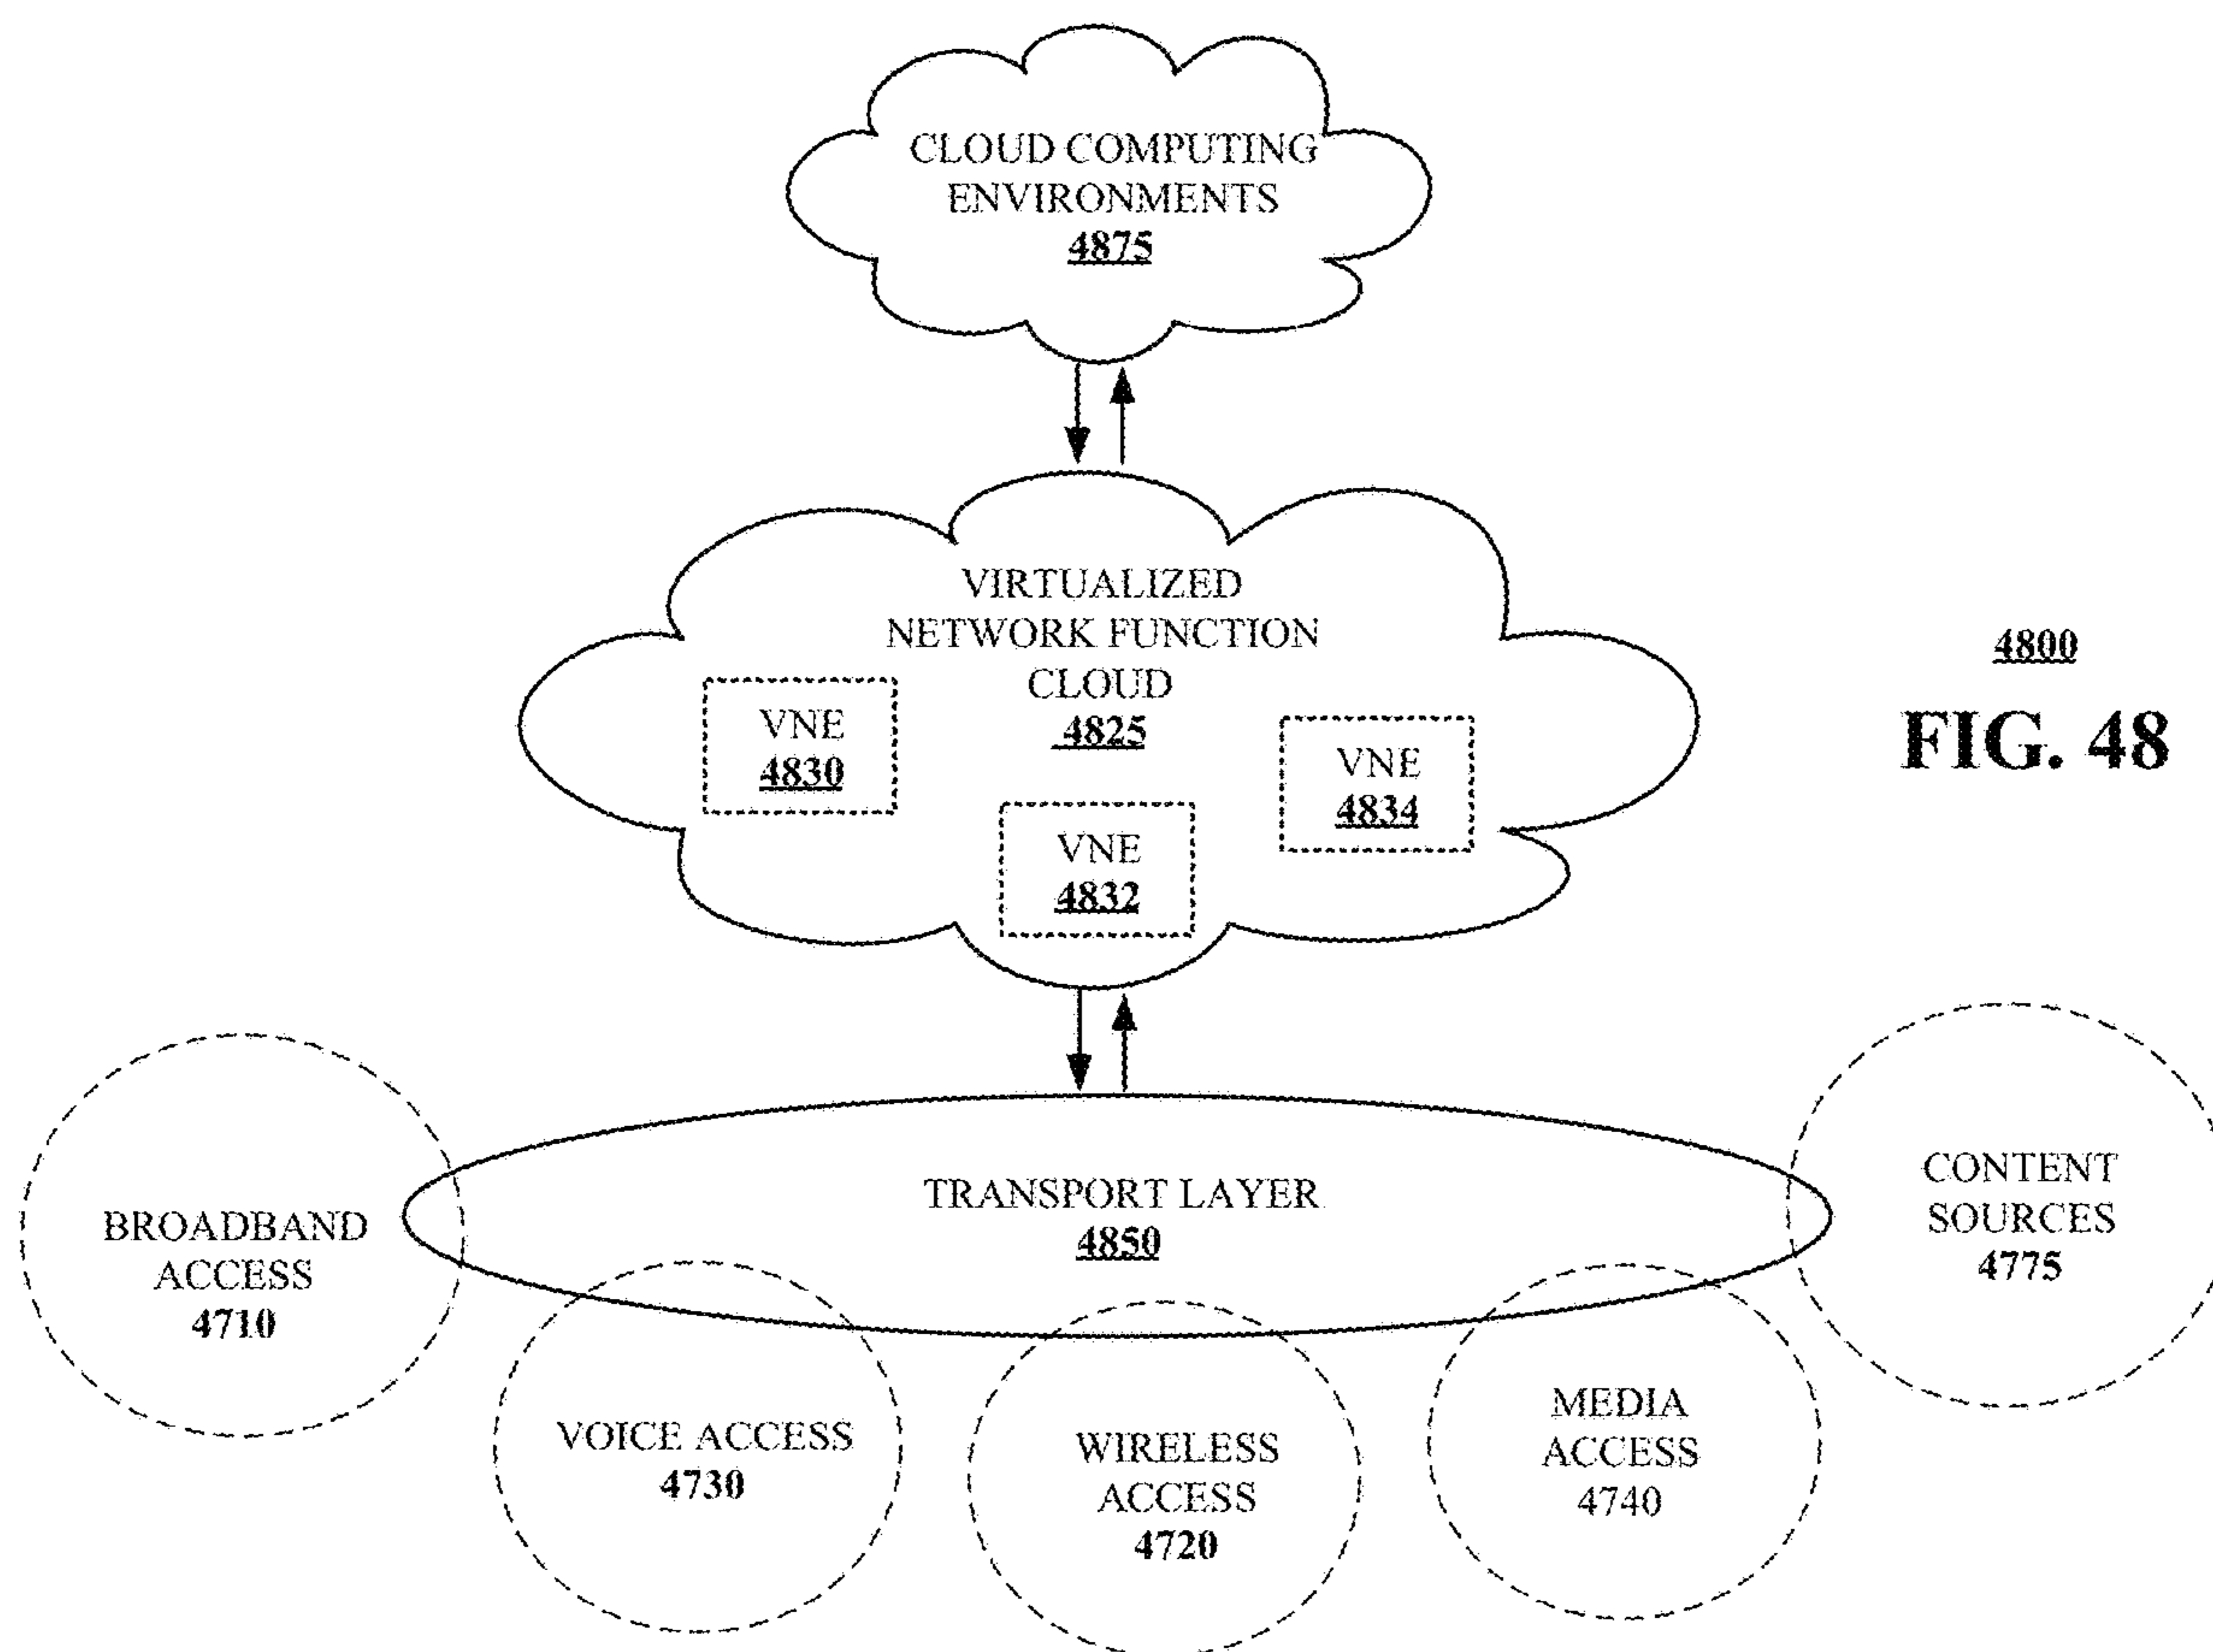 CLOUD COMPUTING
ENVIRONMENTS
4875
VIRTUALIZED
NETWORK FUNCTION
CLOUD
4825
VNE
4830
VNE
4832
VNE
4834
4800
FIG. 48
TRANSPORT LAYER
4850
BROADBAND
ACCESS
4710
VOICE ACCESS
4730
WIRELESS
ACCESS
4720
MEDIA
ACCESS
4740
CONTENT
SOURCES
4775